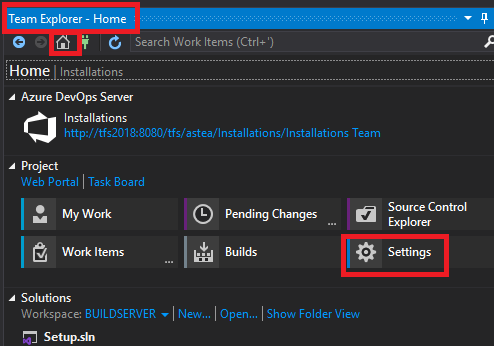 Team Explorer - Home
Search Work Items (Ctrl+')
Home | Installations
Azure DevOps Server
Installations
http://tfs2018:8080/tfs/astea/Installations/Installations Team
Project
Web Portal | Task Board
My Work
Pending Changes ...
Source Control
Explorer
Work Items ...
Builds
Settings
Solutions
Workspace: BUILDSERVER | New... | Open... | Show Folder View
Setup.sln